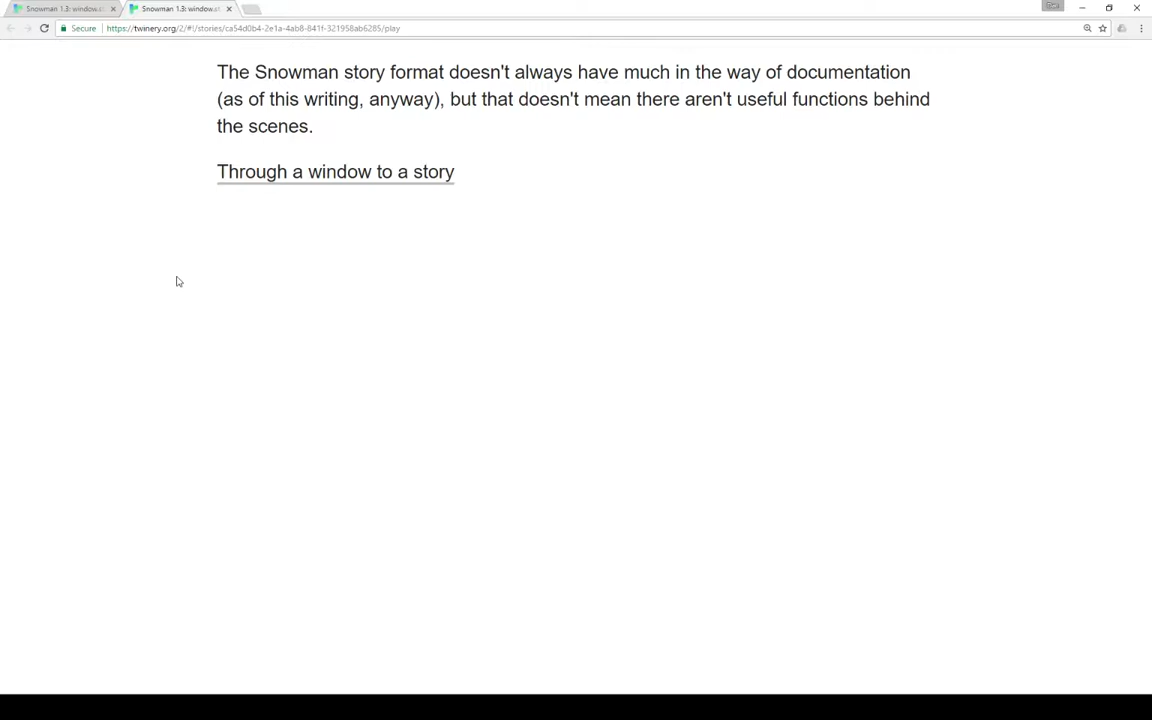 Snowman 1.3: window.st
Snowman 1.3: window.st
Secure
https://twinery.org/2/#!/stories/ca54d0b4-2e1a-4ab8-841f-321958ab6285/play
The Snowman story format doesn't always have much in the way of documentation
(as of this writing, anyway), but that doesn't mean there aren't useful functions behind
the scenes.
Through a window to a story